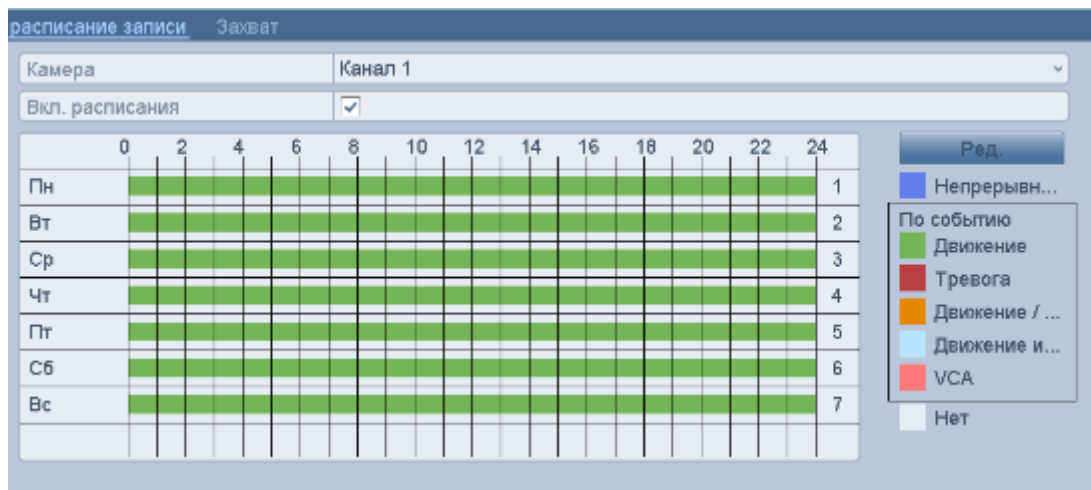 расписание записи Захват
Камера Канал 1
Вкл. расписания
0 2 4 6 8 10 12 14 16 18 20 22 24
Ред.
Пн 1
Непрерывн...
Вт 2
По событию
Движение
Ср 3
Тревога
Чт 4
Движение / ...
Пт 5
Движение и...
Сб 6
VCA
Вс 7
Нет